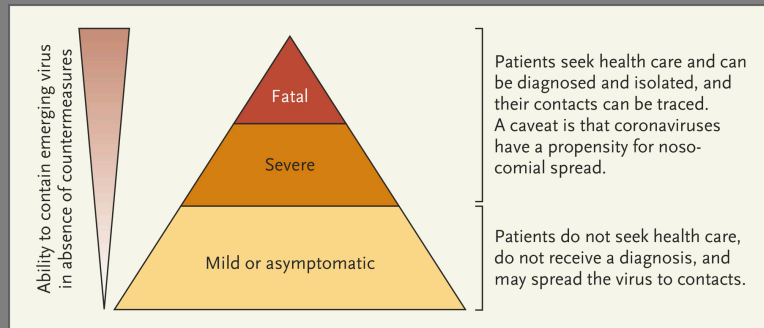 Ability to contain emerging virus
in absence of countermeasures
Fatal
Severe
Mild or asymptomatic
Patients seek health care and can
be diagnosed and isolated, and
their contacts can be traced.
A caveat is that coronaviruses
have a propensity for noso-
comial spread.
Patients do not seek health care,
do not receive a diagnosis, and
may spread the virus to contacts.